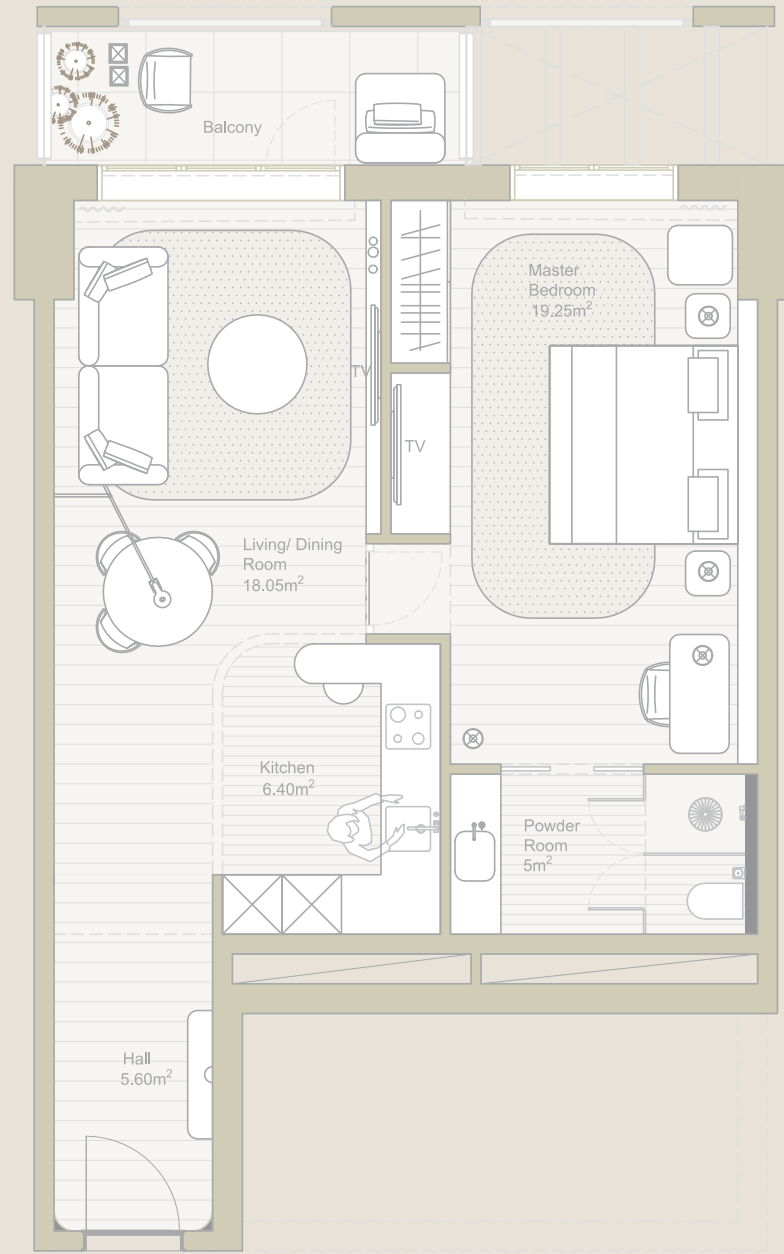 Balcony
Master
Bedroom
19.25m²
TV
TV
Living/ Dining
Room
18.05m²
Kitchen
6.40m²
Powder
Room
5m²
Hall
5.60m²